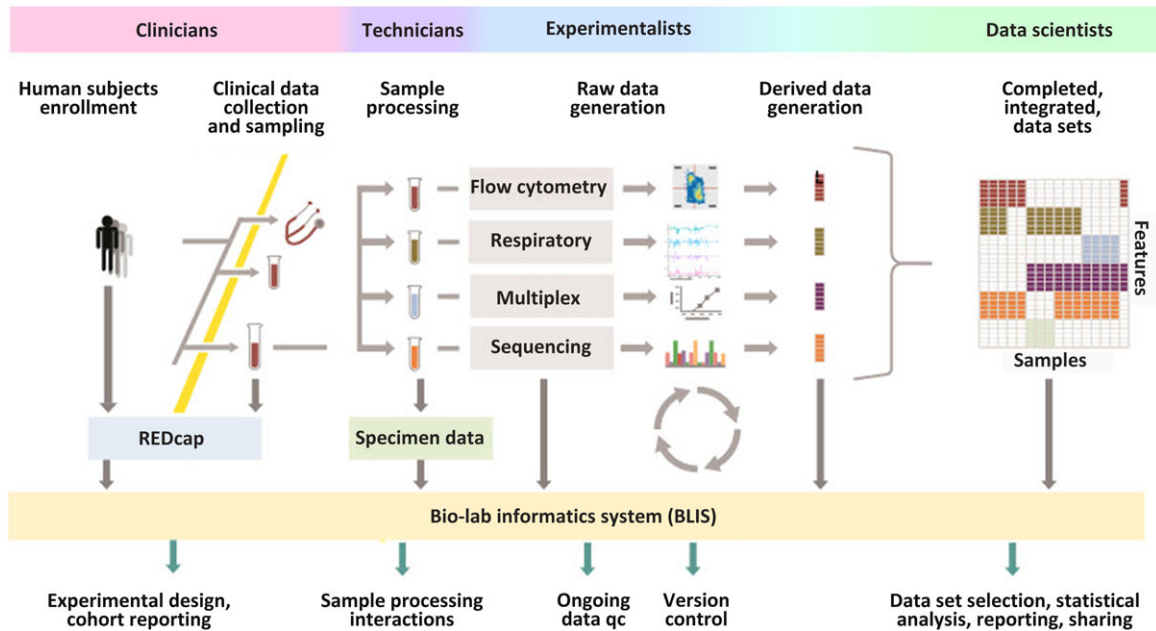 Clinicians
Technicians
Experimentalists
Data scientists
Human subjects
enrollment
Clinical data
collection
and sampling
Sample
processing
Raw data
generation
Derived data
generation
Completed,
integrated,
data sets
Flow cytometry
Respiratory
Multiplex
Sequencing
Features
Samples
REDcap
Specimen data
Bio-lab informatics system (BLIS)
Experimental design,
cohort reporting
Sample processing
interactions
Ongoing
data qc
Version
control
Data set selection, statistical
analysis, reporting, sharing